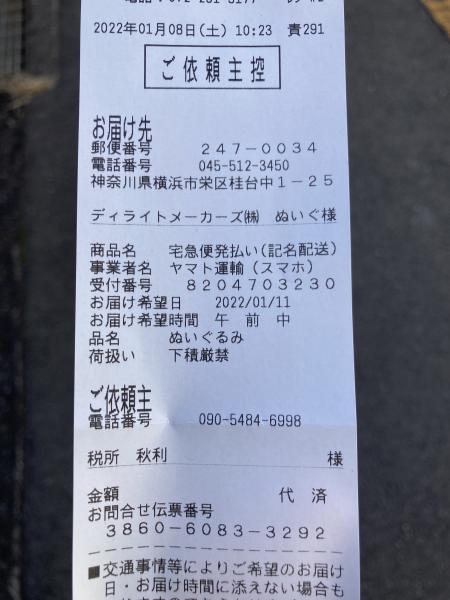 2022年01月08日(土) 10:23 責291
ご依頼主控
お届け先
郵便番号 247-0034
電話番号 045-512-3450
神奈川県横浜市栄区桂台中1-25
ディライトメーカーズ㈱ ぬいぐ様
商品名 宅急便発払い(記名配送)
事業者名 ヤマト運輸(スマホ)
受付番号 8204703230
お届け希望日 2022/01/11
お届け希望時間 午前中
品名 ぬいぐるみ
荷扱い 下積厳禁
ご依頼主
電話番号 090-5484-6998
税所 秋利 様
金額 代済
お問合せ伝票番号
3860-6083-3292
■交通事情等によりご希望のお届け
日・お届け時間に添えない場合も